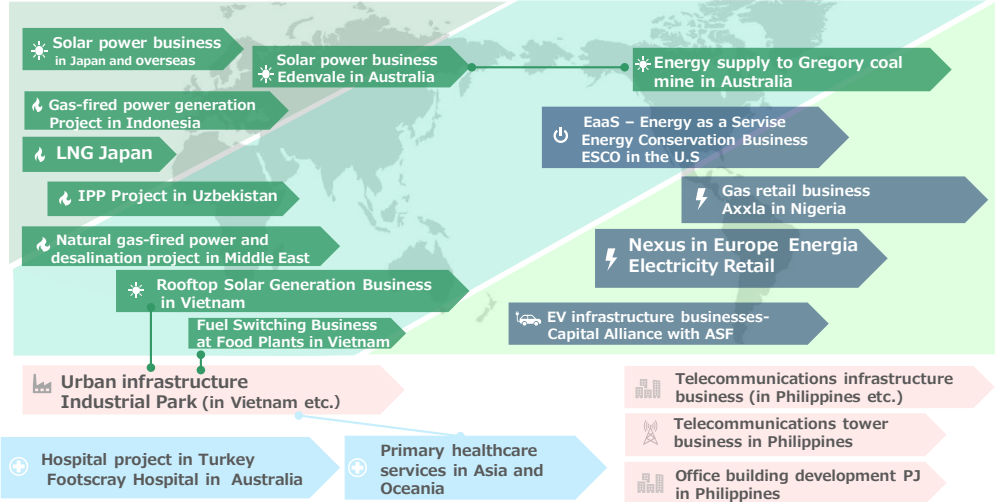 Solar power business
in Japan and overseas
Solar power business
Edenvale in Australia
Energy supply to Gregory coal
mine in Australia
Gas-fired power generation
Project in Indonesia
EaaS – Energy as a Servise
Energy Conservation Business
ESCO in the U.S
LNG Japan
IPP Project in Uzbekistan
Gas retail business
Axxla in Nigeria
Natural gas-fired power and
desalination project in Middle East
Nexus in Europe Energia
Electricity Retail
Rooftop Solar Generation Business
in Vietnam
Fuel Switching Business
at Food Plants in Vietnam
EV infrastructure businesses-
Capital Alliance with ASF
Urban infrastructure
Industrial Park (in Vietnam etc.)
Telecommunications infrastructure
business (in Philippines etc.)
Telecommunications tower
business in Philippines
Hospital project in Turkey
Footscray Hospital in Australia
Primary healthcare
services in Asia and
Oceania
Office building development PJ
in Philippines